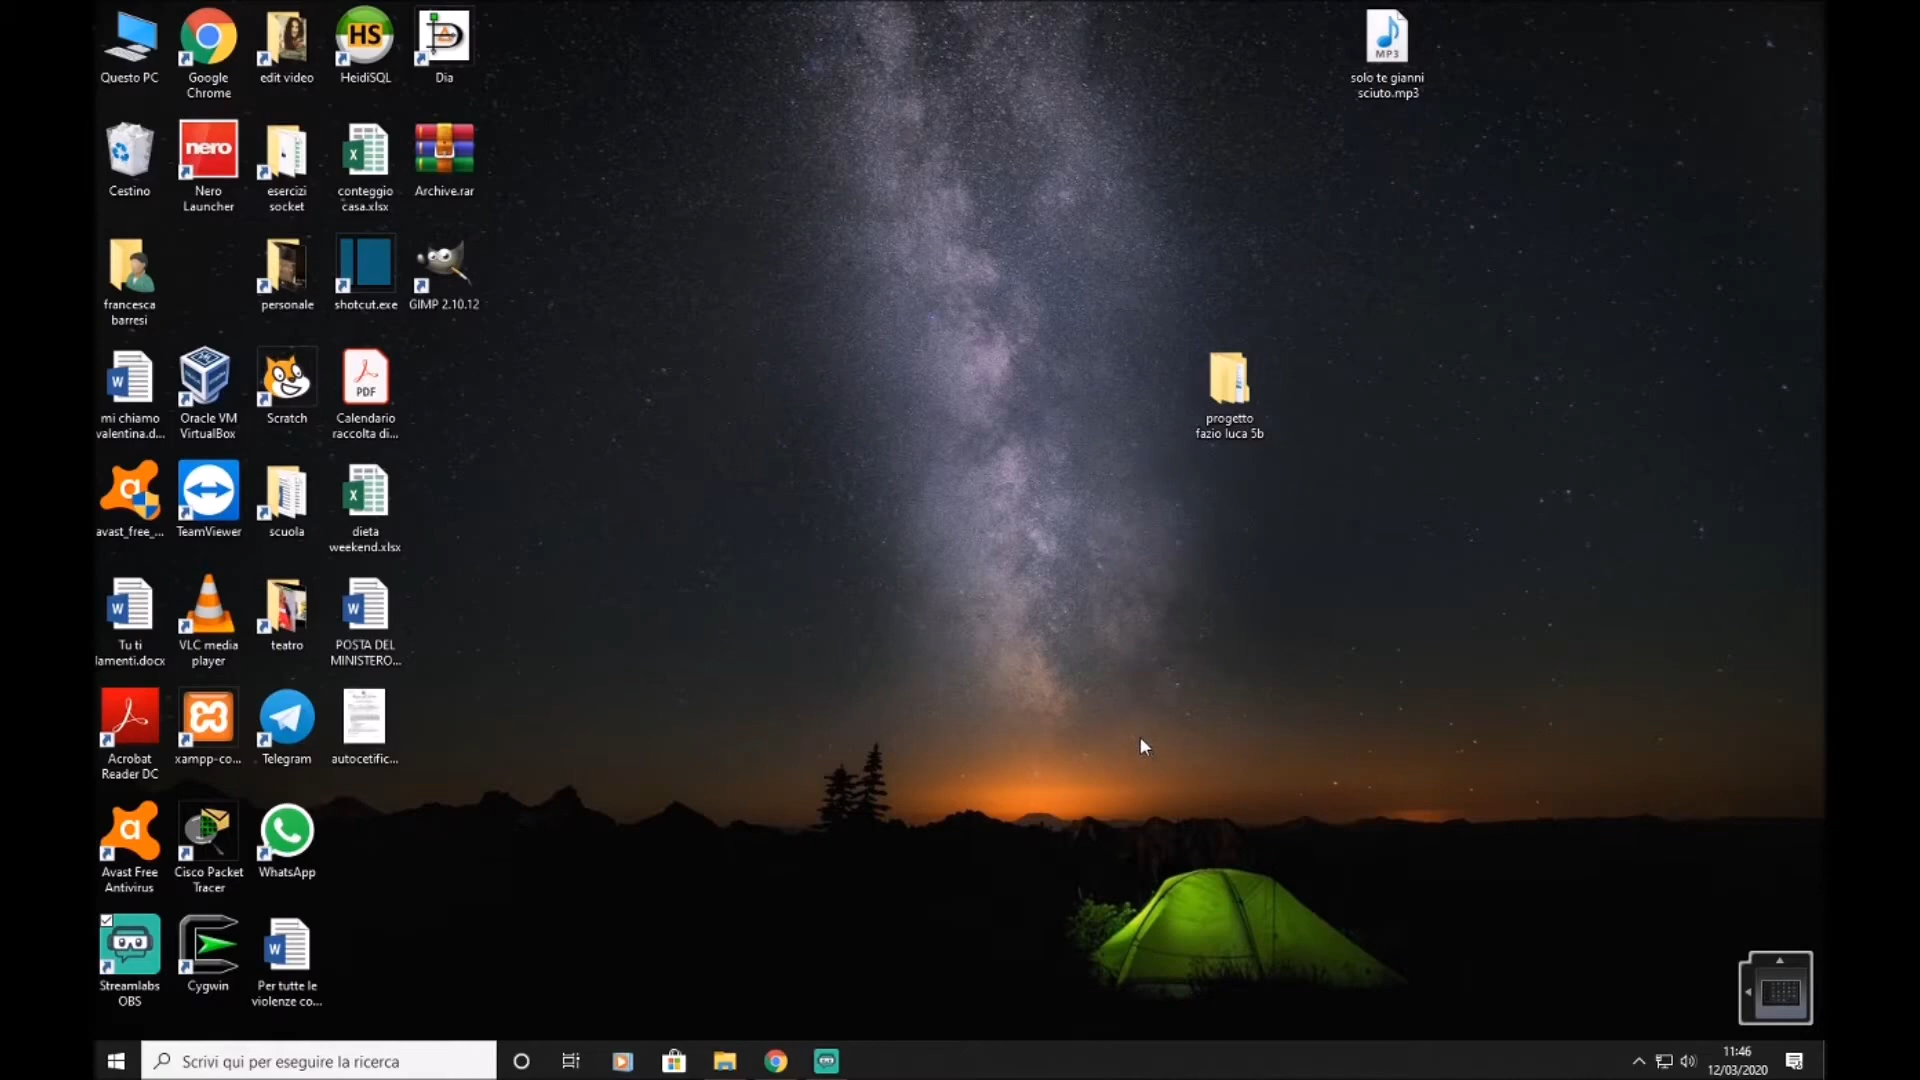 Questo PC
Google
Chrome
edit video
HeidiSQL
HS
Dia
MP3
solo te gianni
sciuto.mp3
Cestino
nero
Nero
Launcher
esercizi
socket
conteggio
casa.xlsx
Archive.rar
francesca
barresi
personale
shotcut.exe
GIMP 2.10.12
mi chiamo
valentina.d...
Oracle VM
VirtualBox
Scratch
PDF
Calendario
raccolta di...
progetto
fazio luca 5b
avast_free_...
TeamViewer
scuola
dieta
weekend.xlsx
Tu ti
lamenti.docx
VLC media
player
teatro
POSTA DEL
MINISTERO...
Acrobat
Reader DC
xampp-co...
Telegram
autocetific...
Avast Free
Antivirus
Cisco Packet
Tracer
WhatsApp
Streamlabs
OBS
Cygwin
Per tutte le
violenze co...
Scrivi qui per eseguire la ricerca
11:46
12/03/2020